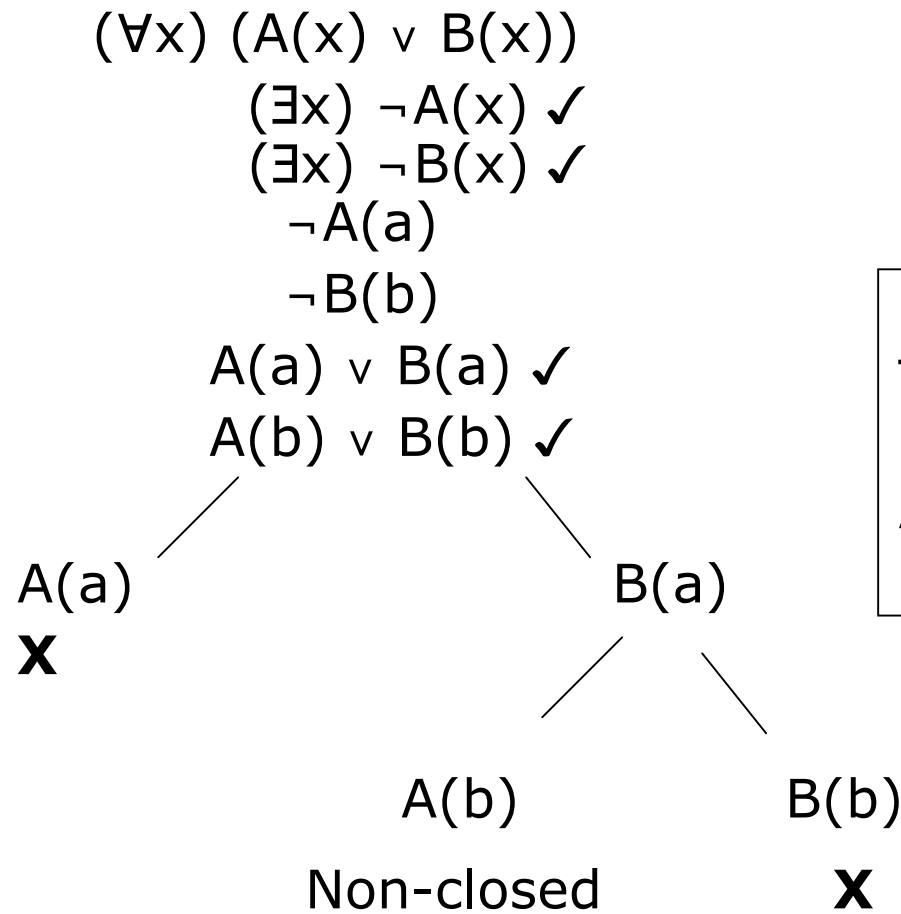 (∀x) (A(x) ∨ B(x))
(∃x) ¬A(x) ✓
(∃x) ¬B(x) ✓
¬A(a)
¬B(b)
A(a) ∨ B(a) ✓
A(b) ∨ B(b) ✓
A(a) B(a)
X
A(b) B(b)
Non-closed X